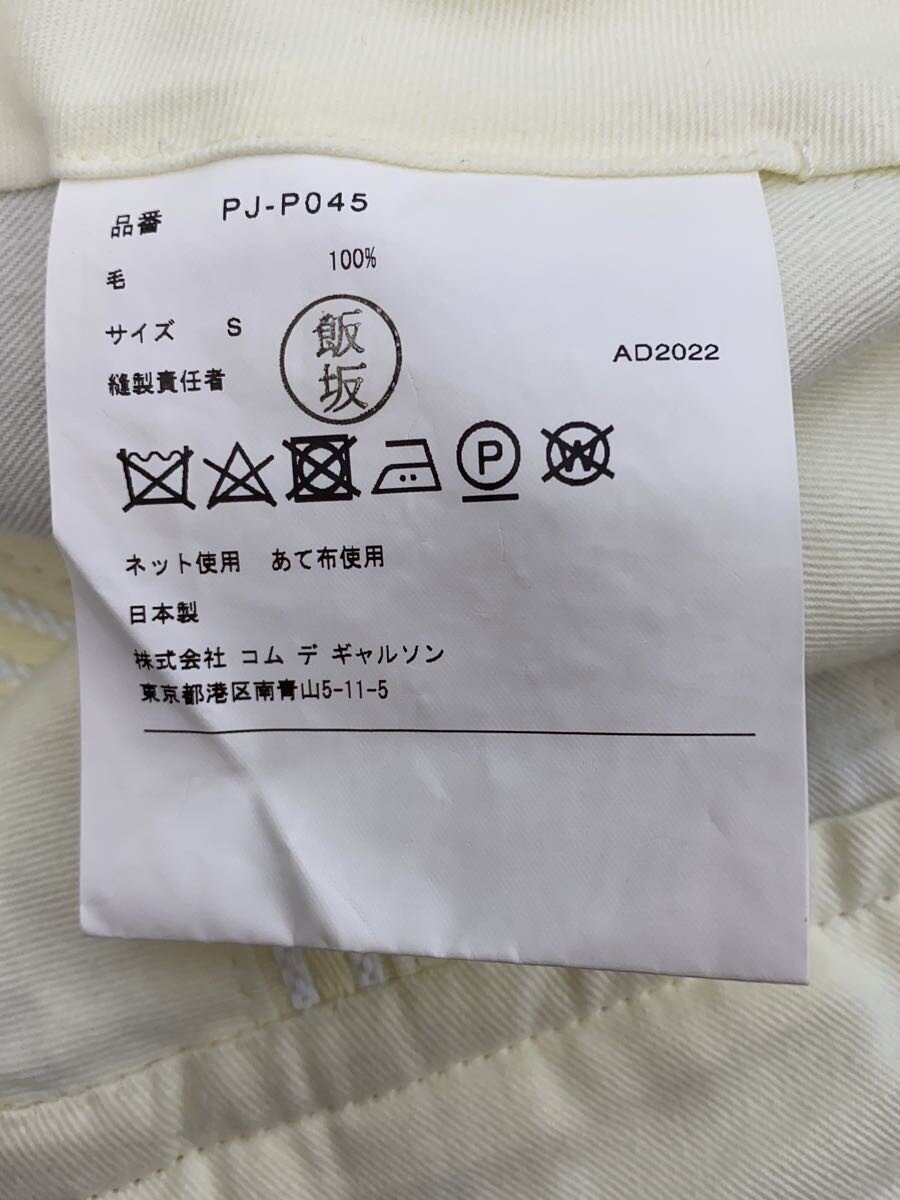 品番 PJ-P045
毛 100%
サイズ S
飯坂
AD2022
縫製責任者
P
W
ネット使用 あて布使用
日本製
株式会社 コム デ ギャルソン
東京都港区南青山5-11-5